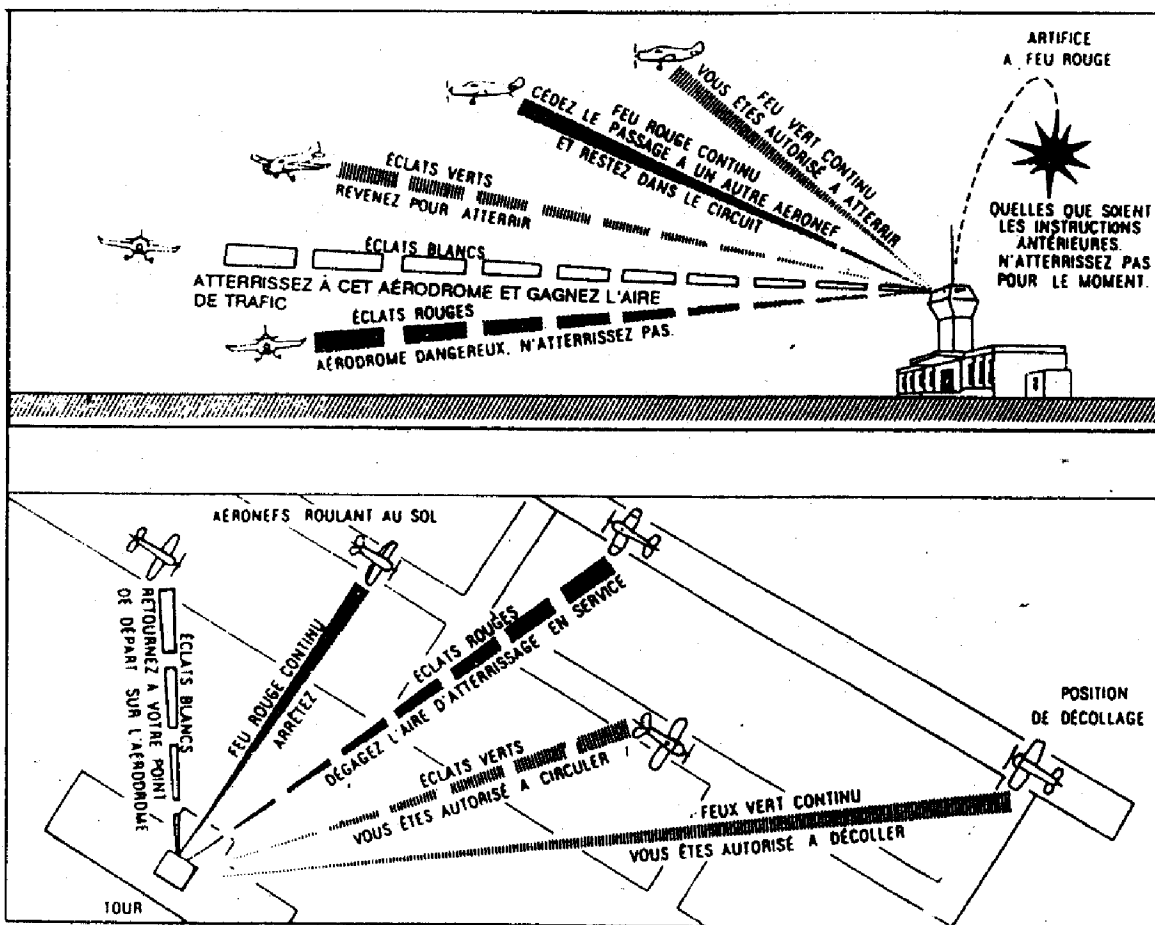 ARTIFICE
A FEU ROUGE
FEU VERT CONTINU
VOUS ÊTES AUTORISÉ A ATTERRIR
FEU ROUGE CONTINU
CÉDEZ LE PASSAGE A UN AUTRE AERONEF
ET RESTEZ DANS LE CIRCUIT
ÉCLATS VERTS
REVENEZ POUR ATTERRIR
QUELLES QUE SOIENT
LES INSTRUCTIONS
ANTÉRIEURES.
N'ATTERRISSEZ PAS
POUR LE MOMENT.
ÉCLATS BLANCS
ATTERRISSEZ À CET AÉRODROME ET GAGNEZ L'AIRE
DE TRAFIC
ÉCLATS ROUGES
AÉRODROME DANGEREUX. N'ATTERRISSEZ PAS.
AÉRONEFS ROULANT AU SOL
ÉCLATS BLANCS
RETOURNEZ A VOTRE POINT
DE DÉPART SUR L'AÉRODROME
FEU ROUGE CONTINU
ARRÊTEZ
ÉCLATS ROUGES
DÉGAGEZ L'AIRE D'ATTÉRRISSAGE EN SERVICE
ÉCLATS VERTS
VOUS ÊTES AUTORISÉ A CIRCULER
POSITION
DE DÉCOLLAGE
FEUX VERT CONTINU
VOUS ÊTES AUTORISÉ A DÉCOLLER
TOUR